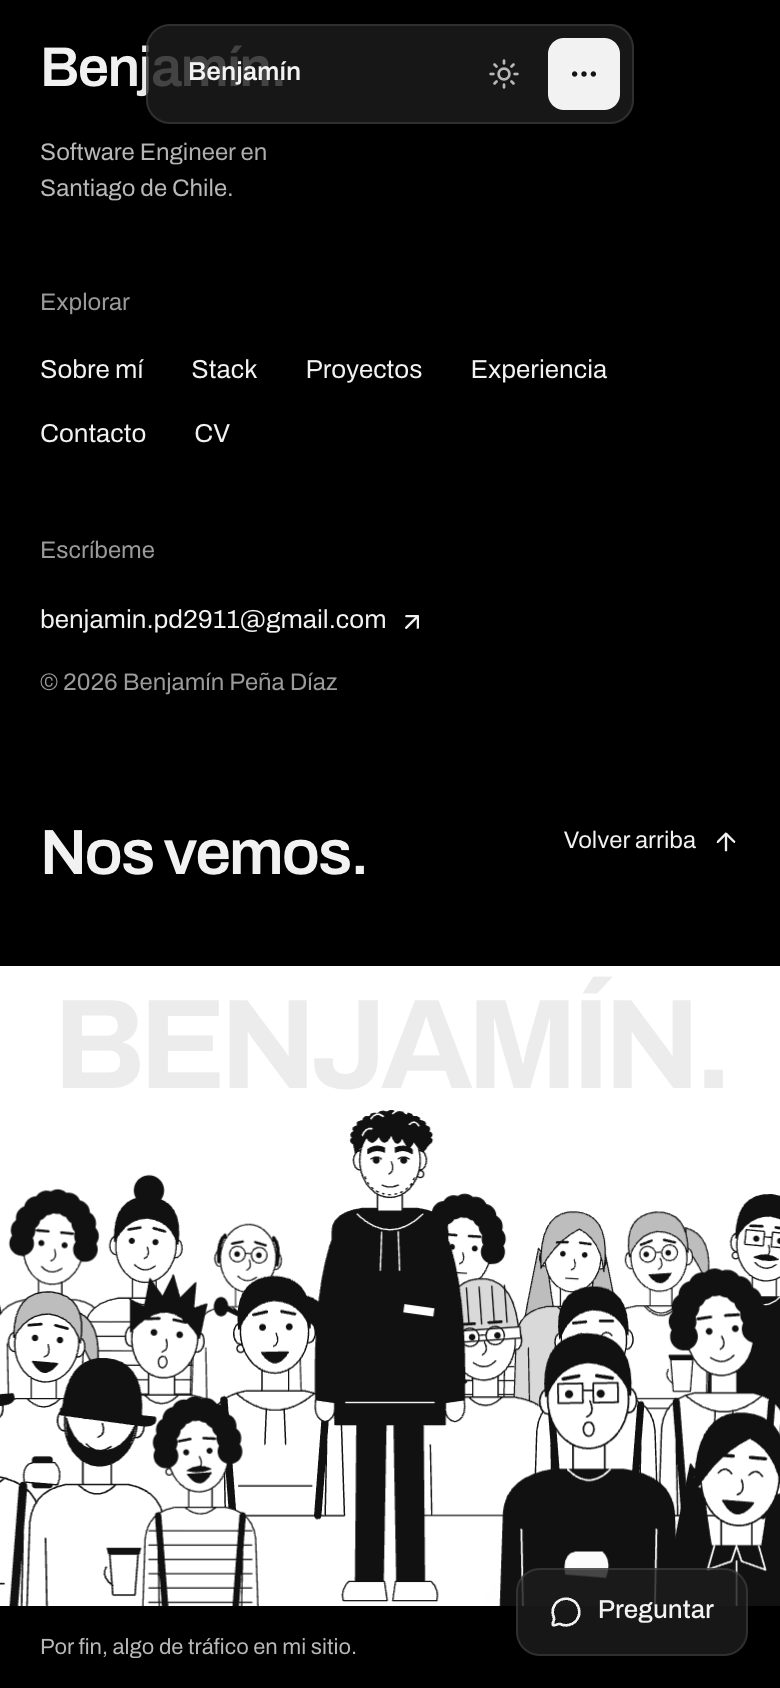 Benjamín.
Benjamín
Software Engineer en
Santiago de Chile.
Explorar
Sobre mí Stack Proyectos Experiencia
Contacto CV
Escríbeme
benjamin.pd2911@gmail.com
© 2026 Benjamín Peña Díaz
Nos vemos.
Volver arriba
BENJAMÍN.
Preguntar
Por fin, algo de tráfico en mi sitio.